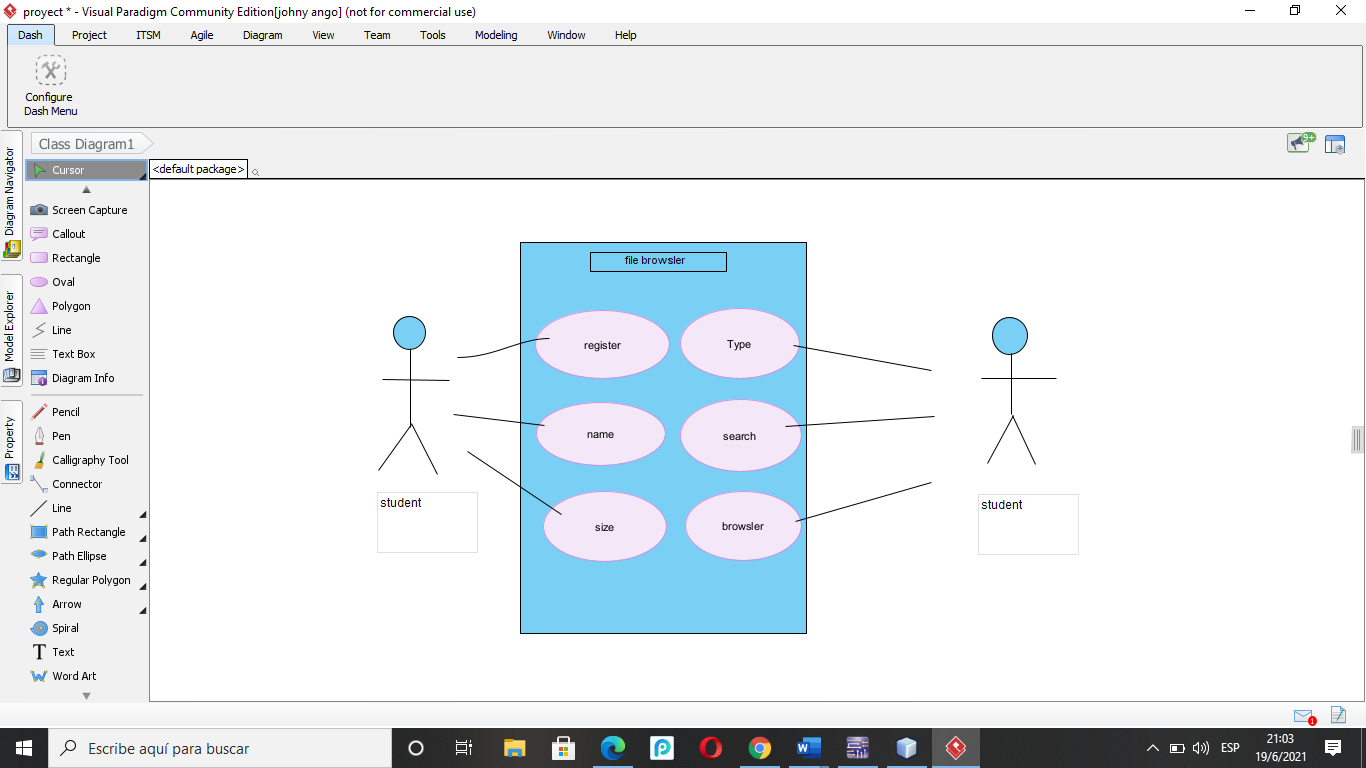 proyect * - Visual Paradigm Community Edition[johny ango] (not for commercial use)
Dash Project ITSM Agile Diagram View Team Tools Modeling Window Help
Configure
Dash Menu
Class Diagram1
9+
Diagram Navigator
Model Explorer
Property
Cursor
Screen Capture
Callout
Rectangle
Oval
Polygon
Line
Text Box
Diagram Info
Pencil
Pen
Calligraphy Tool
Connector
Line
Path Rectangle
Path Ellipse
Regular Polygon
Arrow
Spiral
Text
Word Art
<default package>
file browsler
register Type
name search
size browsler
student
student
1
Escribe aquí para buscar
ESP
21:03
19/6/2021